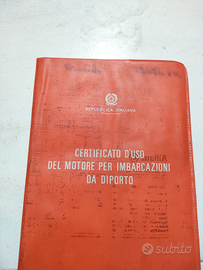 REPUBBLICA ITALIANA
CERTIFICATO D'USO
DEL MOTORE PER IMBARCAZIONI
DA DIPORTO
subito